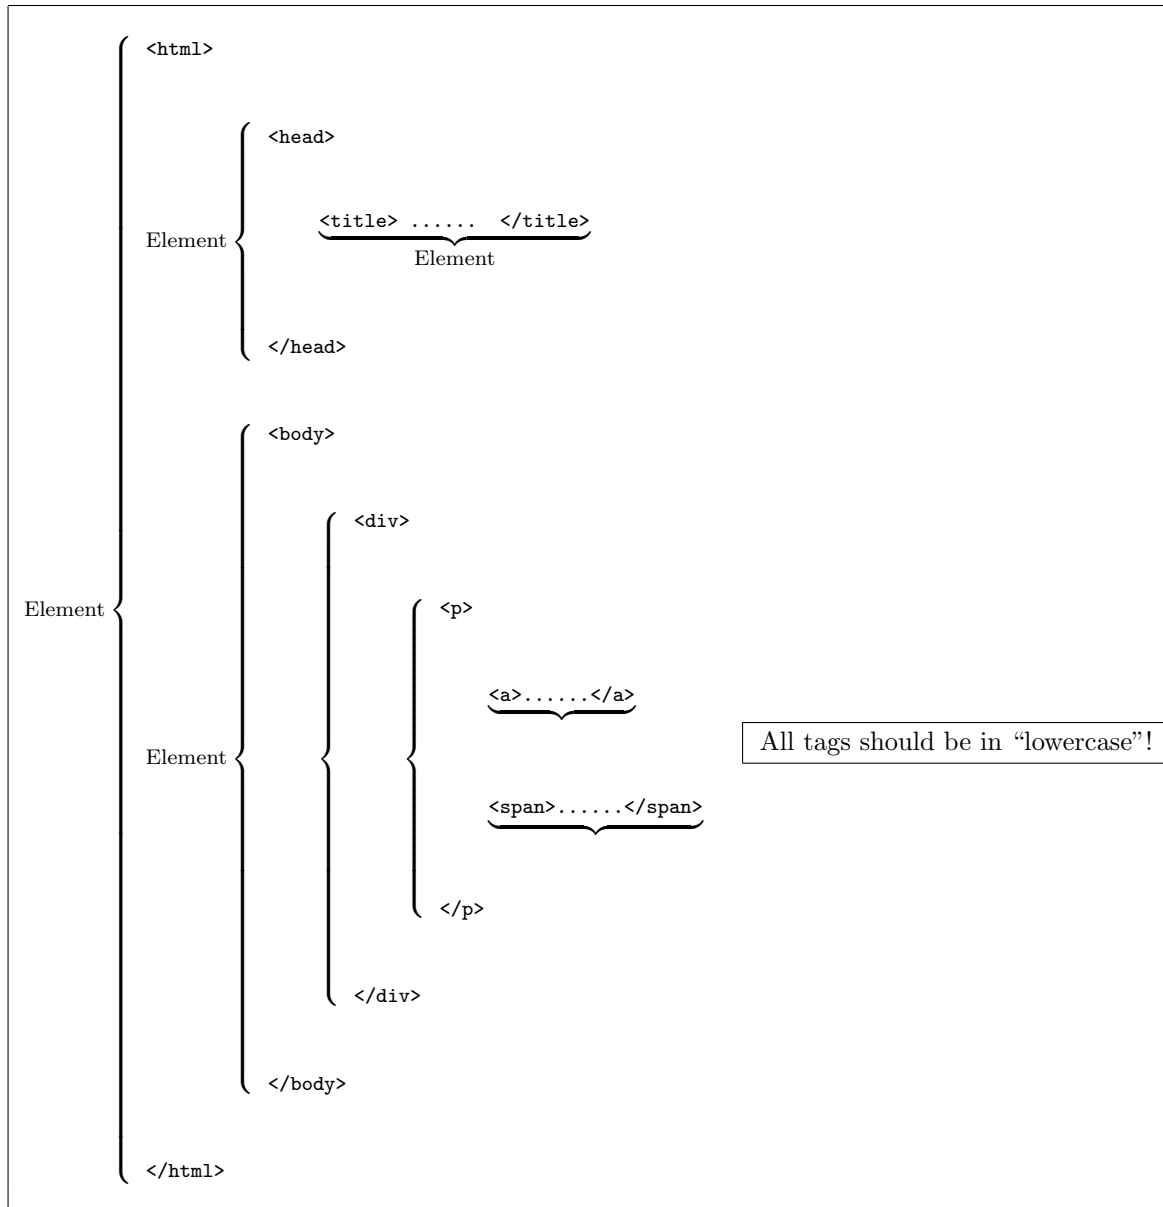 <html>
<head>
Element
<title> ......  </title>
Element
</head>
<body>
<div>
Element
<p>
<a>......</a>
Element
All tags should be in “lowercase”!
<span>......</span>
</p>
</div>
</body>
</html>